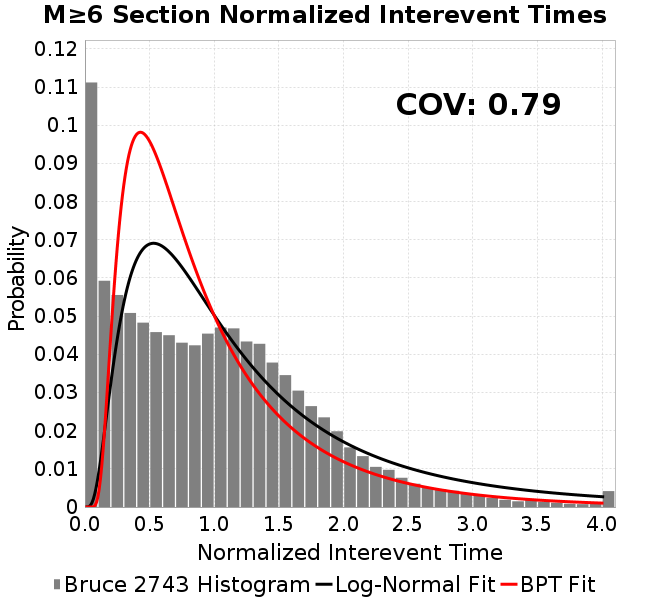 M≥6 Section Normalized Interevent Times
COV: 0.79
Probability
0.12
0.11
0.1
0.09
0.08
0.07
0.06
0.05
0.04
0.03
0.02
0.01
0
0.0 0.5 1.0 1.5 2.0 2.5 3.0 3.5 4.0
Normalized Interevent Time
Bruce 2743 Histogram Log-Normal Fit BPT Fit